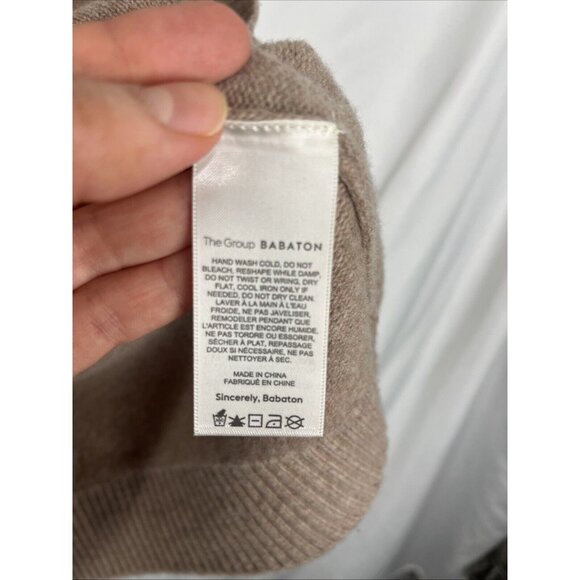 The Group BABATON
HAND WASH COLD, DO NOT
BLEACH, RESHAPE WHILE DAMP,
DO NOT TWIST OR WRING, DRY
FLAT, COOL IRON ONLY IF
NEEDED, DO NOT DRY CLEAN.
LAVER À LA MAIN À L'EAU
FROIDE, NE PAS JAVELISER,
REMODELER PENDANT QUE
L'ARTICLE EST ENCORE HUMIDE.
NE PAS TORDRE OU ESSORER,
SÉCHER À PLAT, REPASSAGE
DOUX SI NÉCESSAIRE, NE PAS
NETTOYER À SEC.
MADE IN CHINA
FABRIQUÉ EN CHINE
Sincerely, Babaton